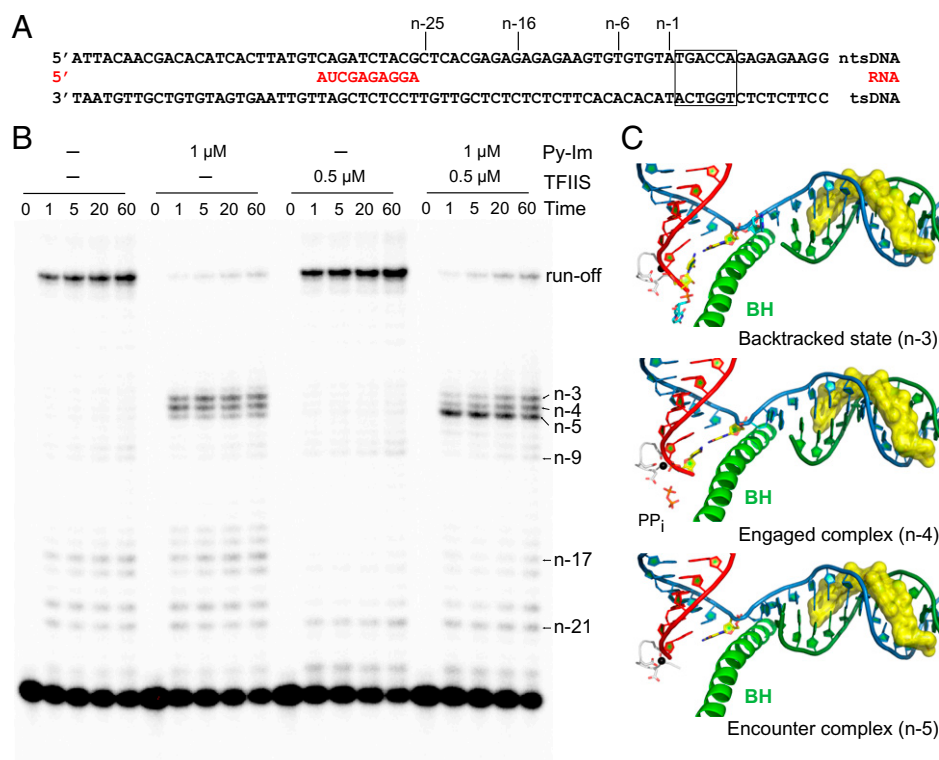 A
n-25 n-16 n-6 n-1
5' ATTACAACGACACATCACTTATGTCAGATCTACGCTCACGAGAGAGAGAAGTGTGTGTATGACCAGAGAGAAGG ntsDNA
5' AUCGAGAGGA RNA
3' TAATGTTGCTGTGTAGTGAATTGTTAGCTCTCCTTGTTGCTCTCTCTCTTCACACACATACTGGTCTCTCTTCC tsDNA
B
– 1 µM – 1 µM Py-Im
– – 0.5 µM 0.5 µM TFIIS
0 1 5 20 60 0 1 5 20 60 0 1 5 20 60 0 1 5 20 60 Time
run-off
n-3
n-4
n-5
n-9
n-17
n-21
C
BH
Backtracked state (n-3)
BH
PPi
Engaged complex (n-4)
BH
Encounter complex (n-5)